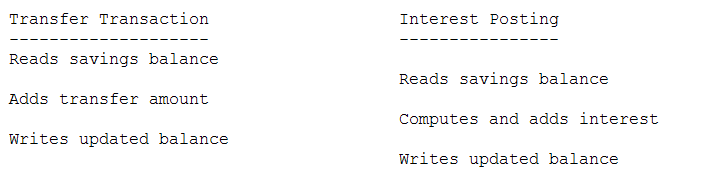 Transfer Transaction Interest Posting
-------------------- ----------------
Reads savings balance
Reads savings balance
Adds transfer amount
Computes and adds interest
Writes updated balance
Writes updated balance